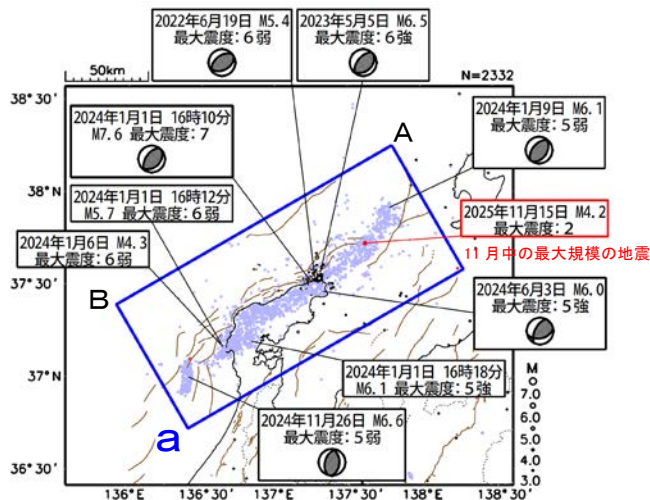 2022年6月19日 M5.4
最大震度:6弱
2023年5月5日 M6.5
最大震度:6強
50km
N=2332
38°30′
2024年1月1日 16時10分
M7.6 最大震度:7
A
2024年1月9日 M6.1
最大震度:5弱
38°N
2024年1月1日 16時12分
M5.7 最大震度:6弱
2025年11月15日 M4.2
最大震度:2
11月中の最大規模の地震
2024年1月6日 M4.3
最大震度:6弱
37°30′
B
2024年6月3日 M6.0
最大震度:5強
37°N
2024年1月1日 16時18分
M6.1 最大震度:5強
M
7.0
6.0
5.0
4.0
3.0
a
2024年11月26日 M6.6
最大震度:5弱
36°30′
136°E
136°30′
137°E
137°30′
138°E
138°30′